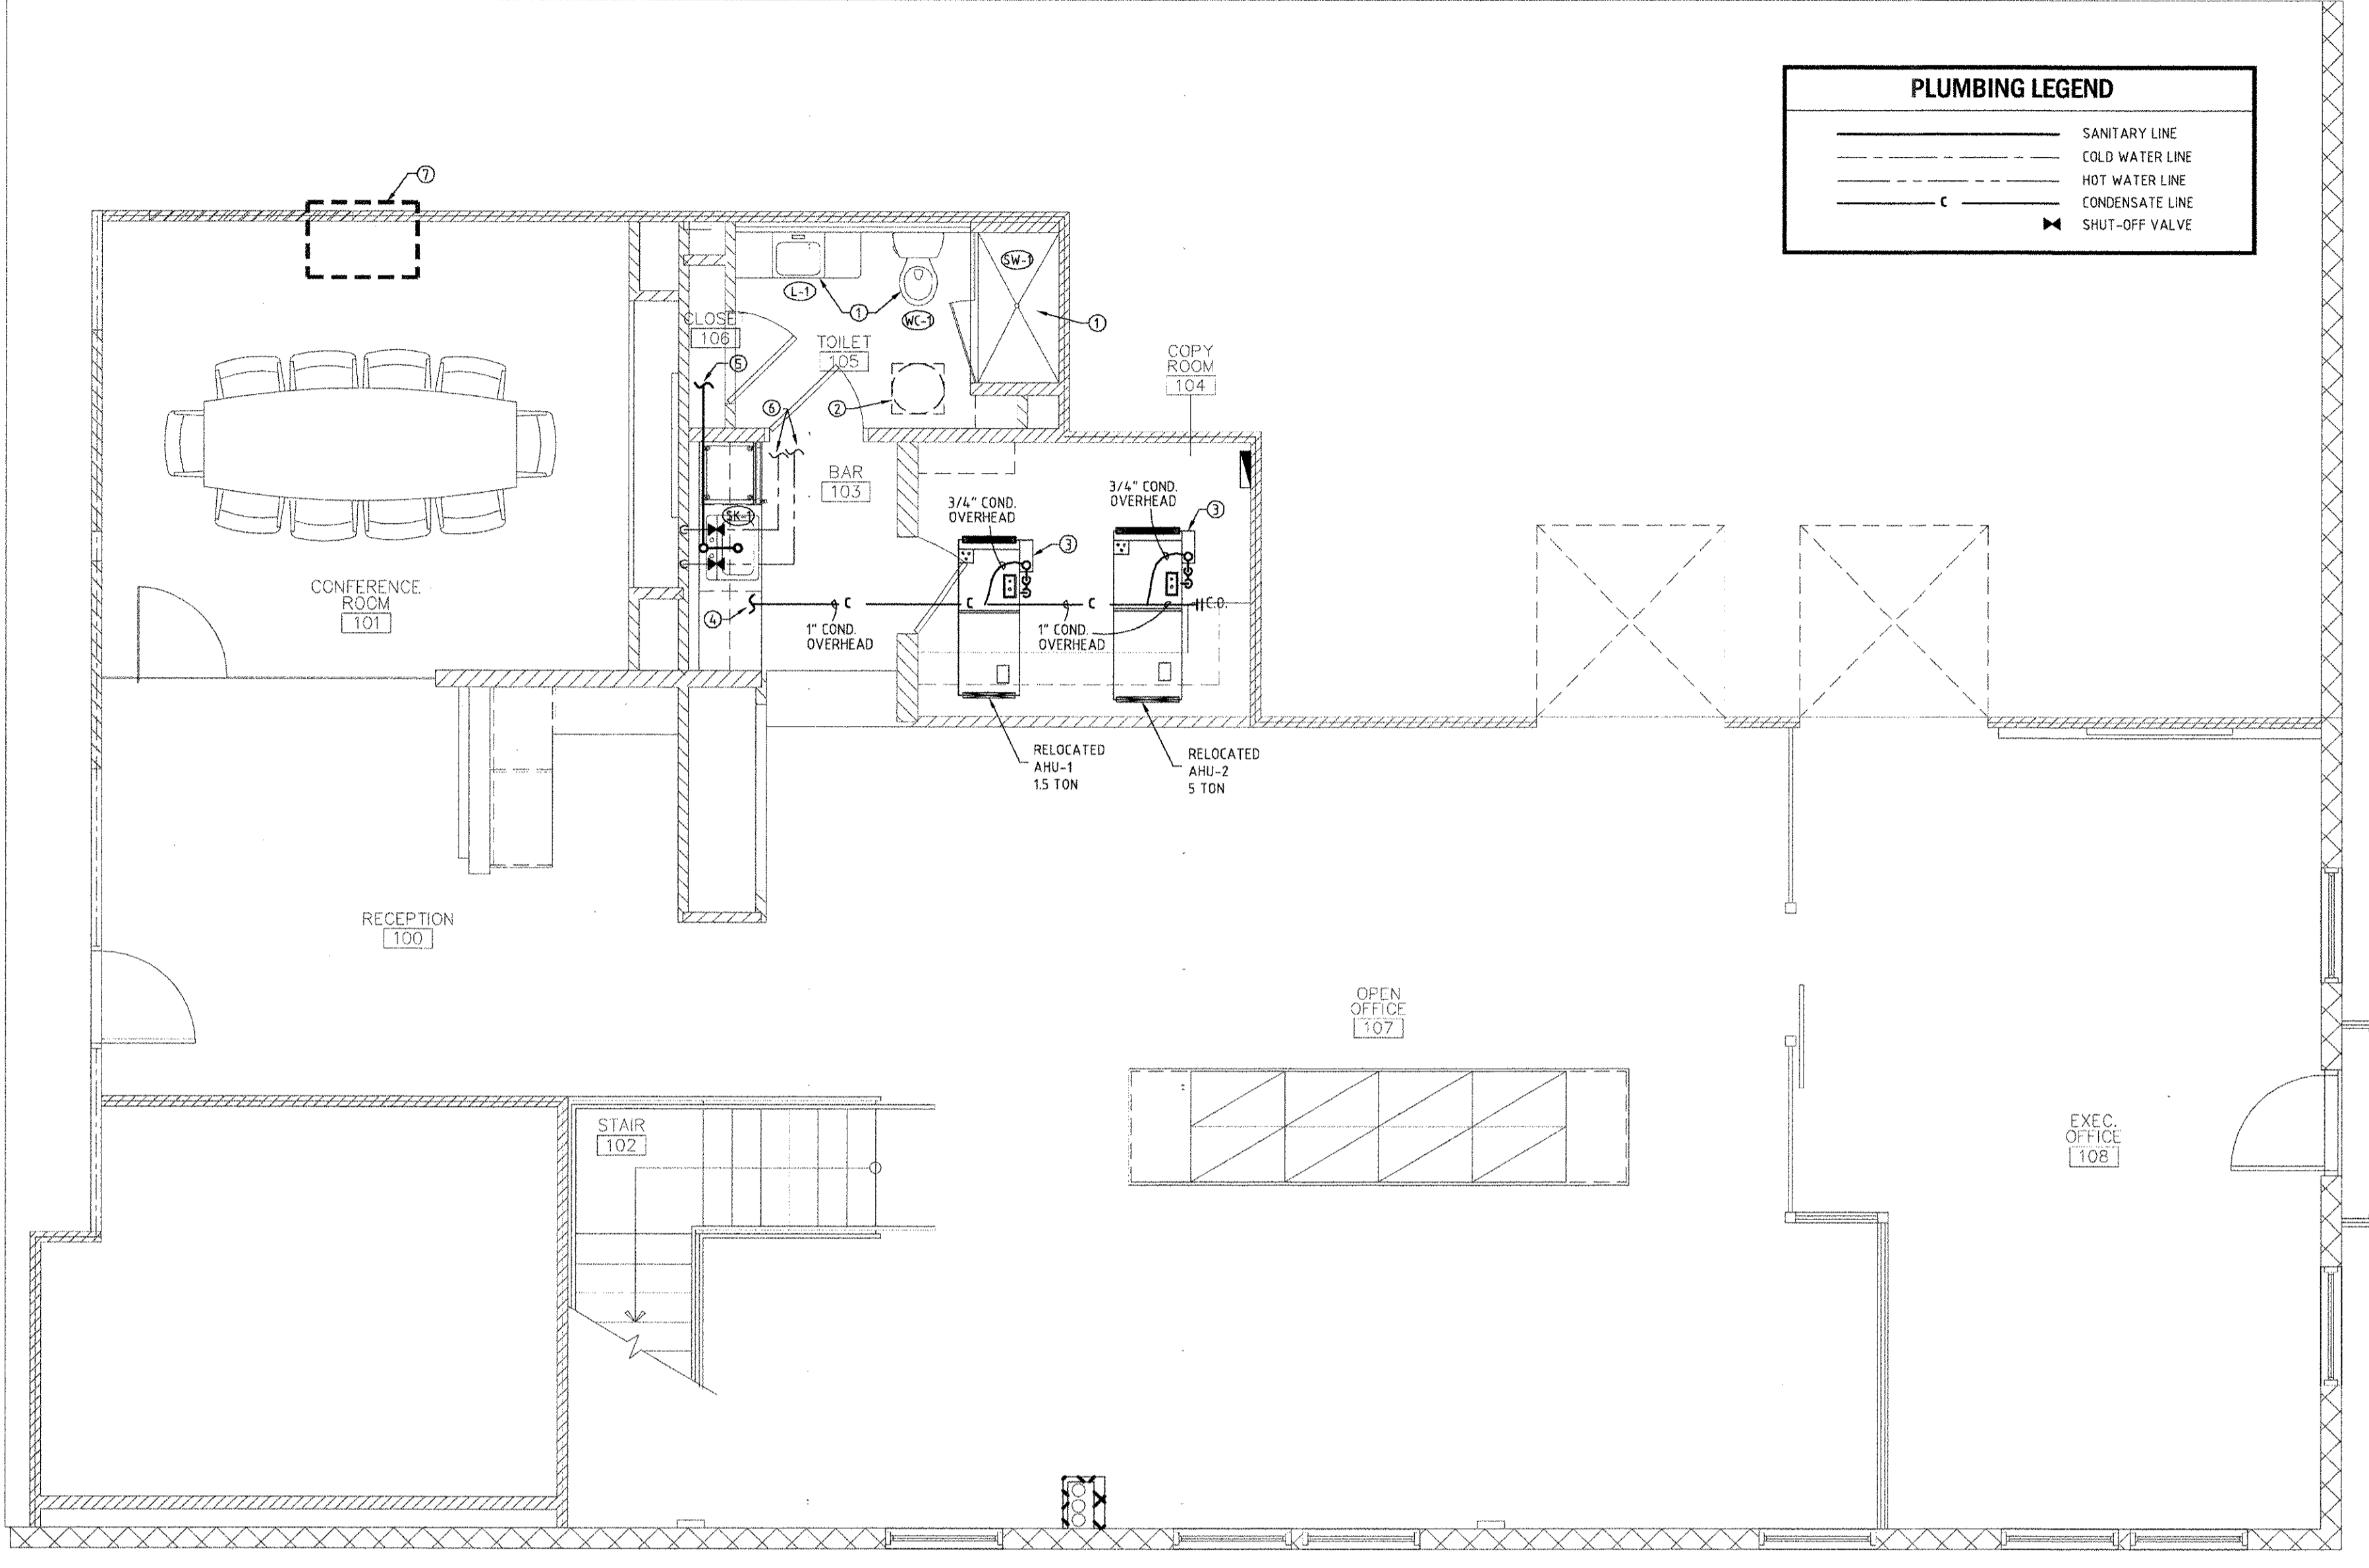 PLUMBING LEGEND
SANITARY LINE
COLD WATER LINE
HOT WATER LINE
C
CONDENSATE LINE
SHUT-OFF VALVE
7
SW-1
L-1
1
WC-1
1
CLOSE
106
TOILET
105
5
2
6
COPY
ROOM
104
BAR
103
SK-1
3/4" COND.
OVERHEAD
3/4" COND.
OVERHEAD
3
3
CONFERENCE
ROOM
101
4
C
C
C
C.O.
1" COND.
OVERHEAD
1" COND.
OVERHEAD
RELOCATED
AHU-1
1.5 TON
RELOCATED
AHU-2
5 TON
RECEPTION
100
OPEN
OFFICE
107
STAIR
102
EXEC.
OFFICE
108